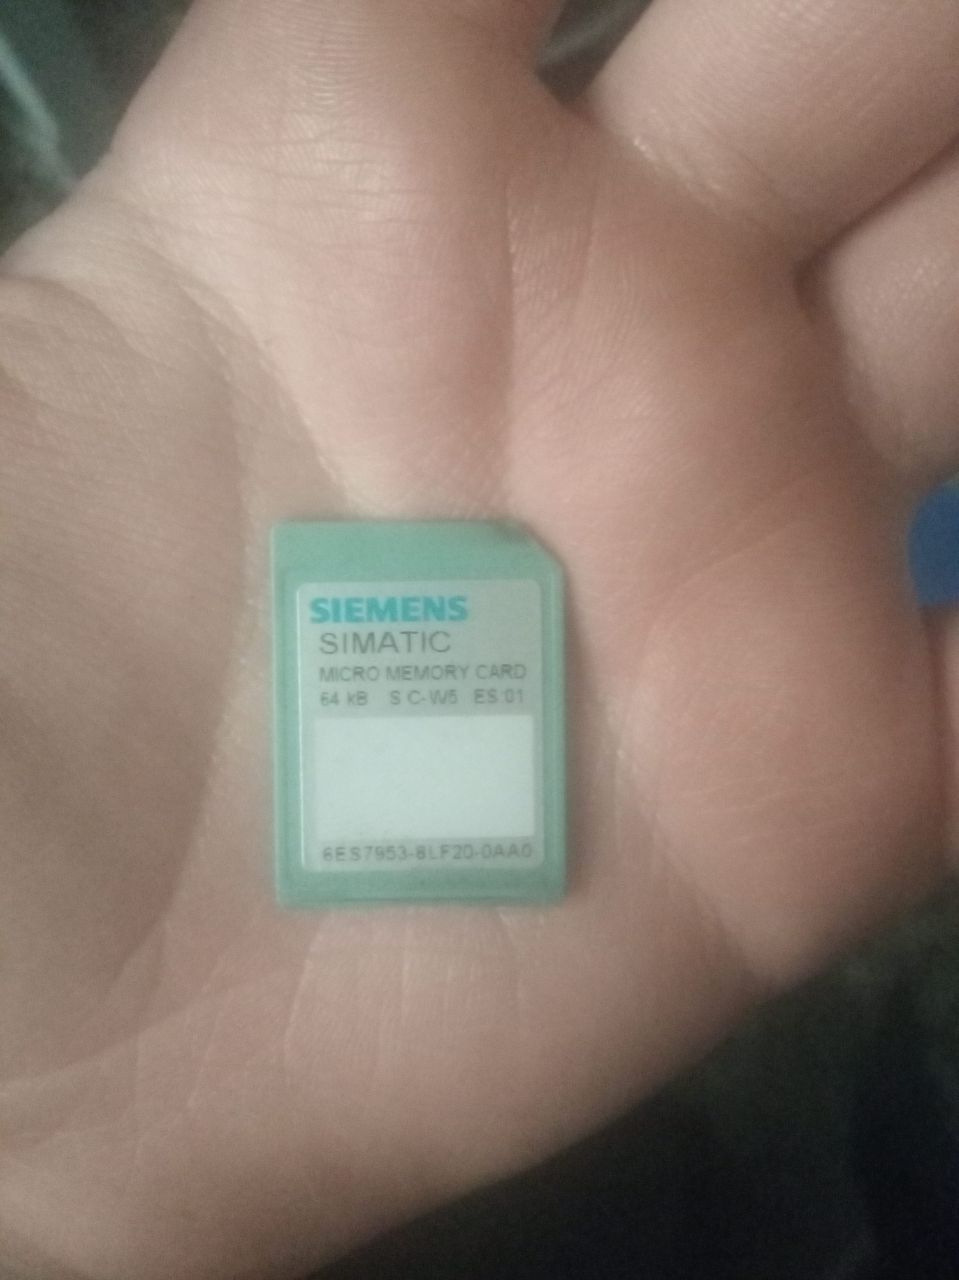 SIEMENS
SIMATIC
MICRO MEMORY CARD
64 kB S C-W5 ES:01
6ES7953-8LF20-0AA0